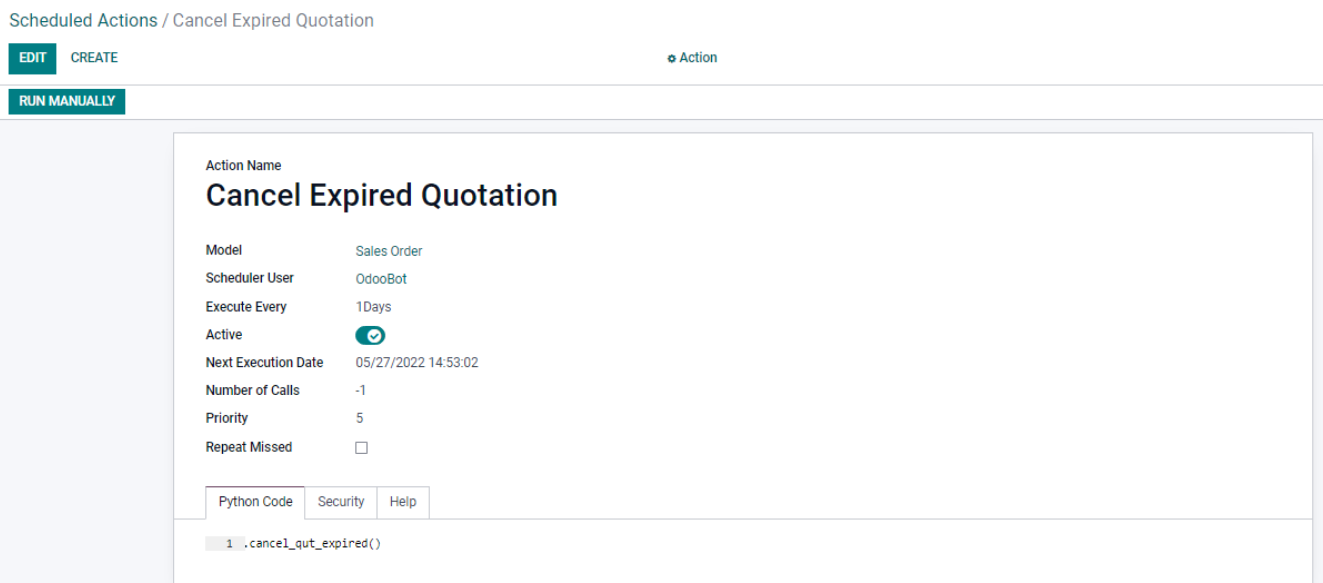 Scheduled Actions / Cancel Expired Quotation
EDIT CREATE Action
RUN MANUALLY
Action Name
Cancel Expired Quotation
Model Sales Order
Scheduler User OdooBot
Execute Every 1Days
Active
Next Execution Date 05/27/2022 14:53:02
Number of Calls -1
Priority 5
Repeat Missed
Python Code Security Help
1 .cancel_qut_expired()